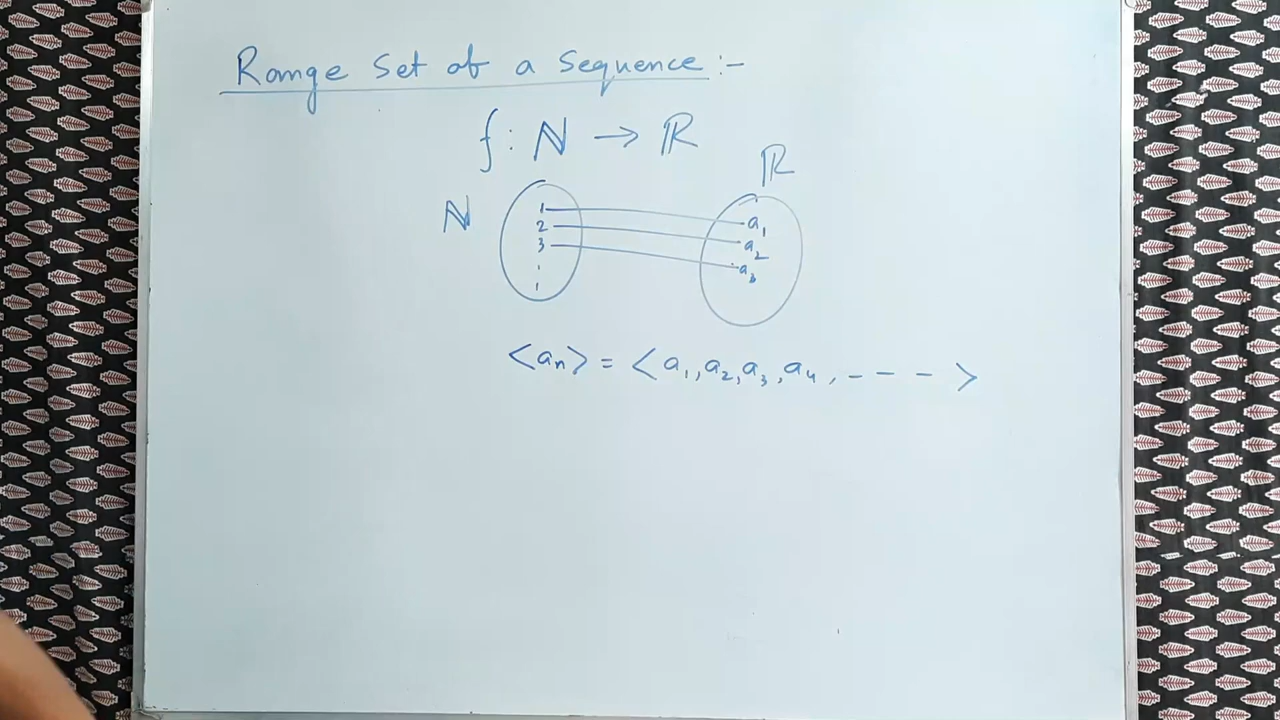 Range Set of a Sequence :-
f : ℕ → ℝ
ℝ
ℕ
1
a₁
2
a₂
3
a₃
<aₙ> = <a₁, a₂, a₃, a₄, - - - ->